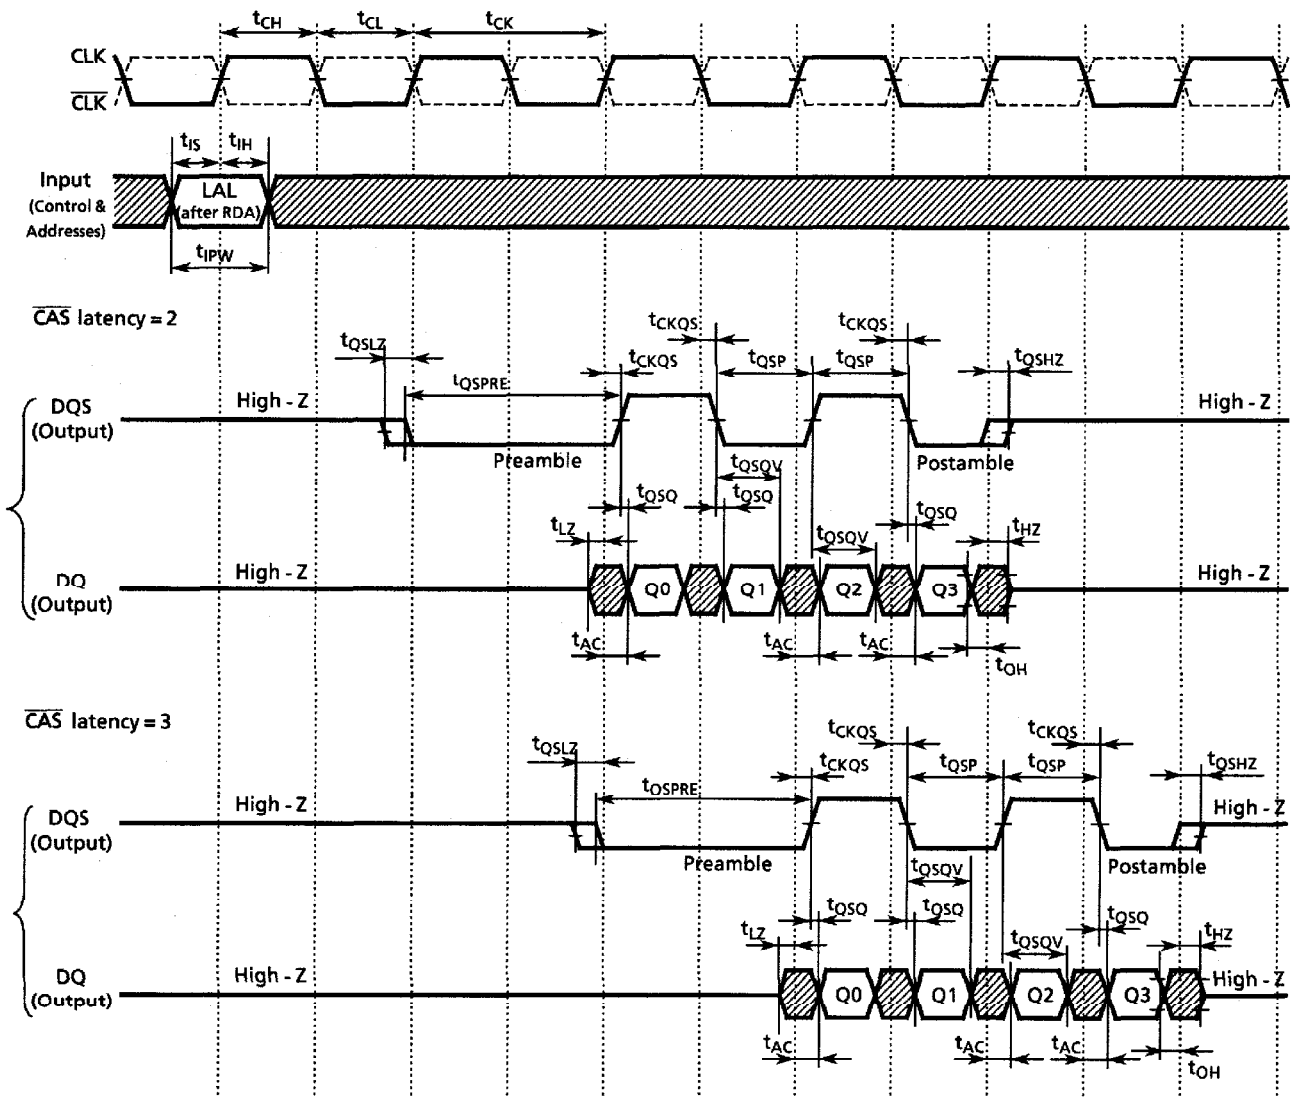 tCH tCL tCK
CLK
CLK
tIS tIH
Input
(Control &
Addresses)
LAL
(after RDA)
tIPW
CAS latency = 2
tCKQS tCKQS
tQSLZ tCKQS tQSP tQSP tQSHZ
tQSPRE
DQS
(Output)
High - Z High - Z
Preamble Postamble
tQSQV
tQSQ tQSQ tQSQ
tLZ tQSQV tHZ
DQ
(Output)
High - Z High - Z
Q0 Q1 Q2 Q3
tAC tAC tAC
tOH
CAS latency = 3
tCKQS tCKQS
tQSLZ tCKQS tQSP tQSP tQSHZ
tQSPRE
DQS
(Output)
High - Z High - Z
Preamble Postamble
tQSQV
tQSQ tQSQ tQSQ
tLZ tQSQV tHZ
DQ
(Output)
High - Z High - Z
Q0 Q1 Q2 Q3
tAC tAC tAC
tOH